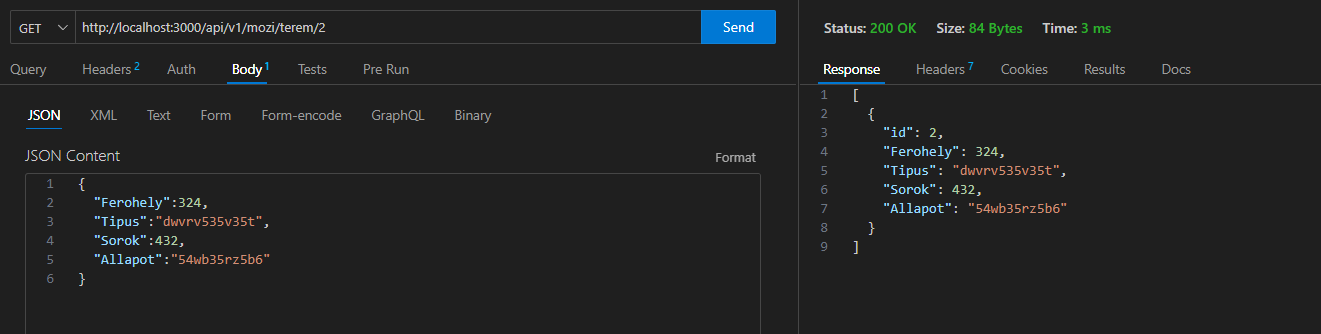 GET http://localhost:3000/api/v1/mozi/terem/2 Send
Query Headers 2 Auth Body 1 Tests Pre Run
JSON XML Text Form Form-encode GraphQL Binary
JSON Content Format
1 {
2 "Ferohely":324,
3 "Tipus":"dwvrv535v35t",
4 "Sorok":432,
5 "Allapot":"54wb35rz5b6"
6 }
Status: 200 OK Size: 84 Bytes Time: 3 ms
Response Headers 7 Cookies Results Docs
1 [
2 {
3 "id": 2,
4 "Ferohely": 324,
5 "Tipus": "dwvrv535v35t",
6 "Sorok": 432,
7 "Allapot": "54wb35rz5b6"
8 }
9 ]